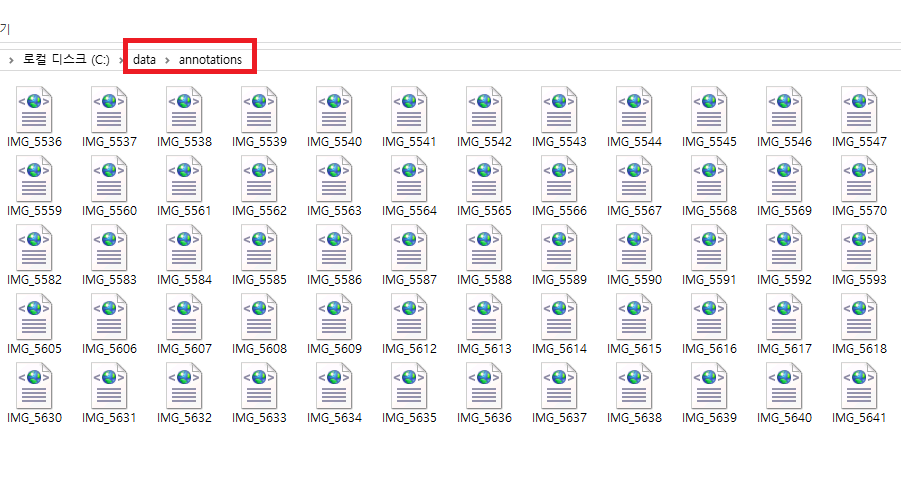 기
로컬 디스크 (C:) data annotations
IMG_5536 IMG_5537 IMG_5538 IMG_5539 IMG_5540 IMG_5541 IMG_5542 IMG_5543 IMG_5544 IMG_5545 IMG_5546 IMG_5547
IMG_5559 IMG_5560 IMG_5561 IMG_5562 IMG_5563 IMG_5564 IMG_5565 IMG_5566 IMG_5567 IMG_5568 IMG_5569 IMG_5570
IMG_5582 IMG_5583 IMG_5584 IMG_5585 IMG_5586 IMG_5587 IMG_5588 IMG_5589 IMG_5590 IMG_5591 IMG_5592 IMG_5593
IMG_5605 IMG_5606 IMG_5607 IMG_5608 IMG_5609 IMG_5612 IMG_5613 IMG_5614 IMG_5615 IMG_5616 IMG_5617 IMG_5618
IMG_5630 IMG_5631 IMG_5632 IMG_5633 IMG_5634 IMG_5635 IMG_5636 IMG_5637 IMG_5638 IMG_5639 IMG_5640 IMG_5641